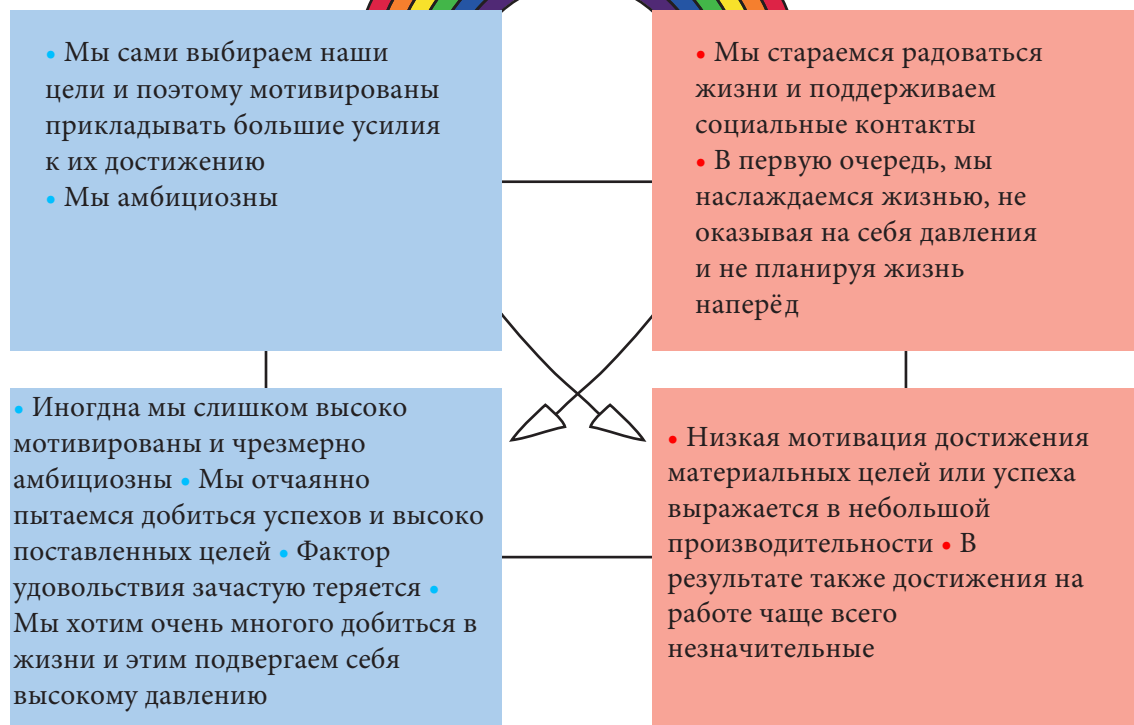 • Мы сами выбираем наши
цели и поэтому мотивированы
прикладывать большие усилия
к их достижению
• Мы амбициозны
• Мы стараемся радоваться
жизни и поддерживаем
социальные контакты
• В первую очередь, мы
наслаждаемся жизнью, не
оказывая на себя давления
и не планируя жизнь
наперёд
• Иногдна мы слишком высоко
мотивированы и чрезмерно
амбициозны • Мы отчаянно
пытаемся добиться успехов и высоко
поставленных целей • Фактор
удовольствия зачастую теряется •
Мы хотим очень многого добиться в
жизни и этим подвергаем себя
высокому давлению
• Низкая мотивация достижения
материальных целей или успеха
выражается в небольшой
производительности • В
результате также достижения на
работе чаще всего
незначительные